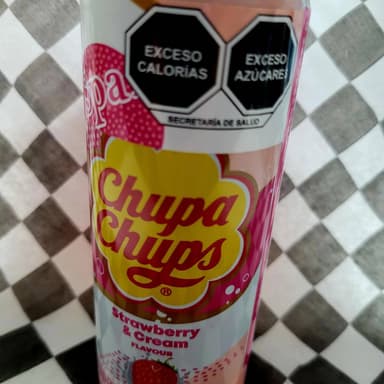 EXCESO
CALORÍAS
EXCESO
AZÚCARES
SECRETARÍA DE SALUD
Chupa
Chups
®
Strawberry
& Cream
FLAVOUR